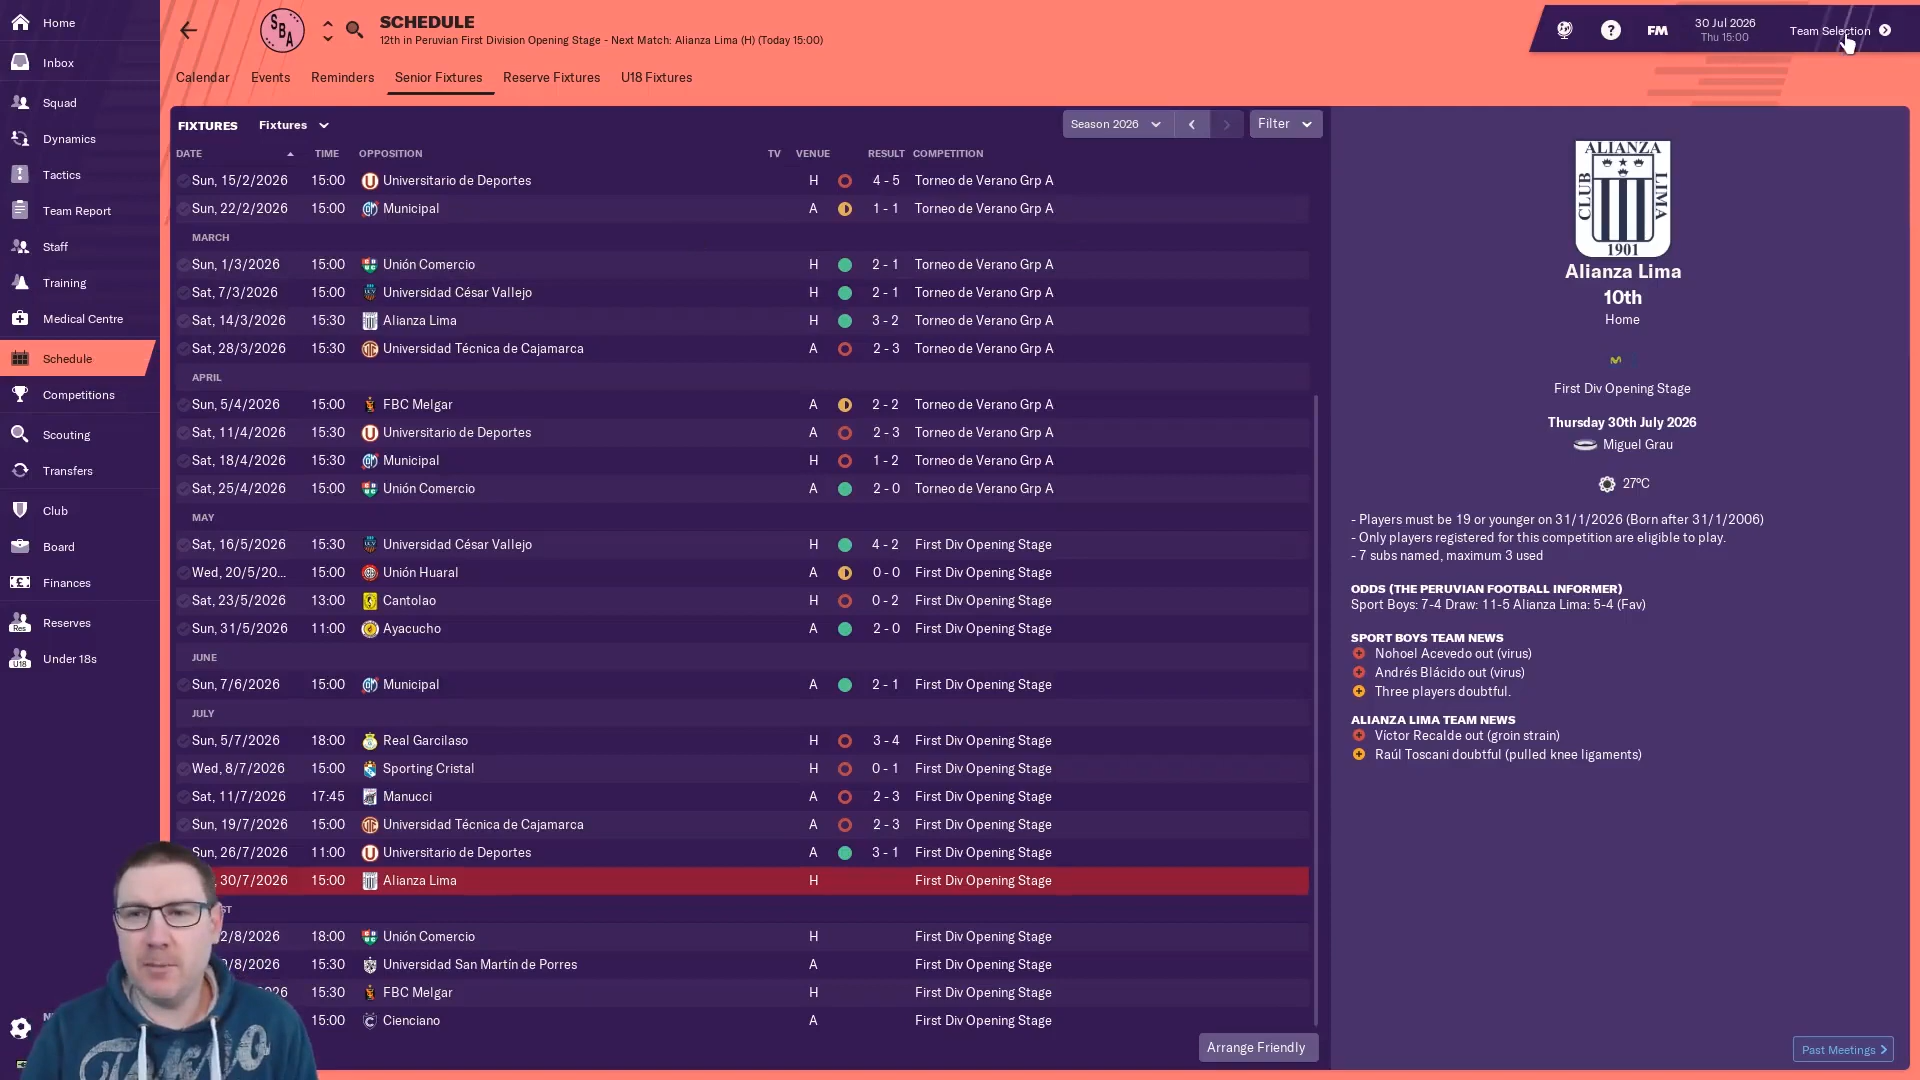 Home
Inbox
Squad
Dynamics
Tactics
Team Report
Staff
Training
Medical Centre
Schedule
Competitions
Scouting
Transfers
Club
Board
Finances
Reserves
Under 18s
SBA
SCHEDULE
12th in Peruvian First Division Opening Stage - Next Match: Alianza Lima (H) (Today 15:00)
FM
30 Jul 2026
Thu 15:00
Team Selection
Calendar Events Reminders Senior Fixtures Reserve Fixtures U18 Fixtures
FIXTURES Fixtures Season 2026 Filter
DATE TIME OPPOSITION TV VENUE RESULT COMPETITION
Sun, 15/2/2026 15:00 Universitario de Deportes H 4 - 5 Torneo de Verano Grp A
Sun, 22/2/2026 15:00 Municipal A 1 - 1 Torneo de Verano Grp A
MARCH
Sun, 1/3/2026 15:00 Unión Comercio H 2 - 1 Torneo de Verano Grp A
Sat, 7/3/2026 15:00 Universidad César Vallejo H 2 - 1 Torneo de Verano Grp A
Sat, 14/3/2026 15:30 Alianza Lima H 3 - 2 Torneo de Verano Grp A
Sat, 28/3/2026 15:30 Universidad Técnica de Cajamarca A 2 - 3 Torneo de Verano Grp A
APRIL
Sun, 5/4/2026 15:00 FBC Melgar A 2 - 2 Torneo de Verano Grp A
Sat, 11/4/2026 15:30 Universitario de Deportes A 2 - 3 Torneo de Verano Grp A
Sat, 18/4/2026 15:30 Municipal H 1 - 2 Torneo de Verano Grp A
Sat, 25/4/2026 15:00 Unión Comercio A 2 - 0 Torneo de Verano Grp A
MAY
Sat, 16/5/2026 15:30 Universidad César Vallejo H 4 - 2 First Div Opening Stage
Wed, 20/5/20... 15:00 Unión Huaral A 0 - 0 First Div Opening Stage
Sat, 23/5/2026 13:00 Cantolao H 0 - 2 First Div Opening Stage
Sun, 31/5/2026 11:00 Ayacucho A 2 - 0 First Div Opening Stage
JUNE
Sun, 7/6/2026 15:00 Municipal A 2 - 1 First Div Opening Stage
JULY
Sun, 5/7/2026 18:00 Real Garcilaso H 3 - 4 First Div Opening Stage
Wed, 8/7/2026 15:00 Sporting Cristal H 0 - 1 First Div Opening Stage
Sat, 11/7/2026 17:45 Manucci A 2 - 3 First Div Opening Stage
Sun, 19/7/2026 15:00 Universidad Técnica de Cajamarca A 2 - 3 First Div Opening Stage
Sun, 26/7/2026 11:00 Universitario de Deportes A 3 - 1 First Div Opening Stage
30/7/2026 15:00 Alianza Lima H First Div Opening Stage
ST
2/8/2026 18:00 Unión Comercio H First Div Opening Stage
/8/2026 15:30 Universidad San Martín de Porres A First Div Opening Stage
26 15:30 FBC Melgar H First Div Opening Stage
15:00 Cienciano A First Div Opening Stage
Arrange Friendly
ALIANZA
CLUB LIMA
1901
Alianza Lima
10th
Home
First Div Opening Stage
Thursday 30th July 2026
Miguel Grau
27°C
- Players must be 19 or younger on 31/1/2026 (Born after 31/1/2006)
- Only players registered for this competition are eligible to play.
- 7 subs named, maximum 3 used
ODDS (THE PERUVIAN FOOTBALL INFORMER)
Sport Boys: 7-4 Draw: 11-5 Alianza Lima: 5-4 (Fav)
SPORT BOYS TEAM NEWS
Nohoel Acevedo out (virus)
Andrés Blácido out (virus)
Three players doubtful.
ALIANZA LIMA TEAM NEWS
Víctor Recalde out (groin strain)
Raúl Toscani doubtful (pulled knee ligaments)
Past Meetings